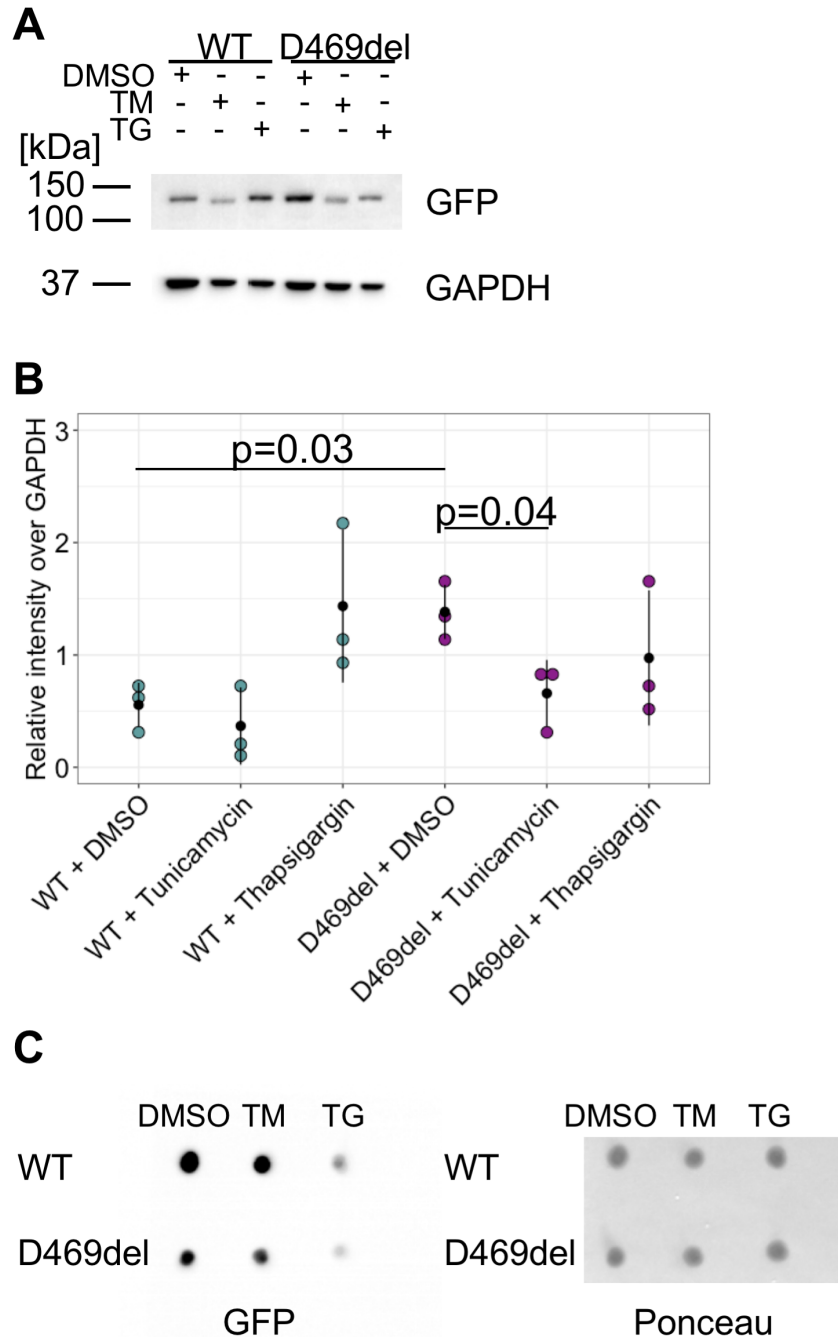 A
WT D469del
DMSO + - - + - -
TM - + - - + -
TG - - + - - +
[kDa]
150
100
GFP
37
GAPDH
B
Relative intensity over GAPDH
3
2
1
0
p=0.03
p=0.04
WT + DMSO
WT + Tunicamycin
WT + Thapsigargin
D469del + DMSO
D469del + Tunicamycin
D469del + Thapsigargin
C
DMSO TM TG
WT
D469del
GFP
DMSO TM TG
WT
D469del
Ponceau